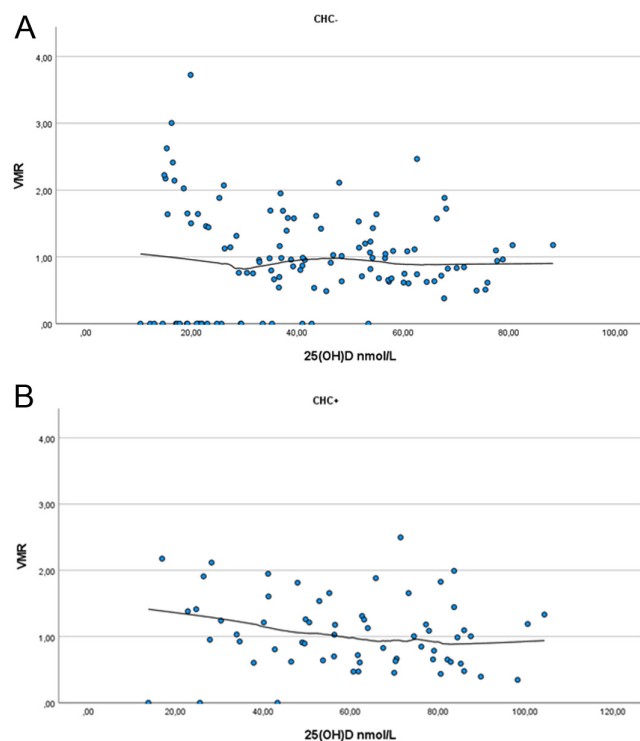 A
CHC-
4,00
3,00
2,00
1,00
,00
VMR
,00 20,00 40,00 60,00 80,00 100,00
25(OH)D nmol/L
B
CHC+
4,00
3,00
2,00
1,00
,00
VMR
,00 20,00 40,00 60,00 80,00 100,00 120,00
25(OH)D nmol/L